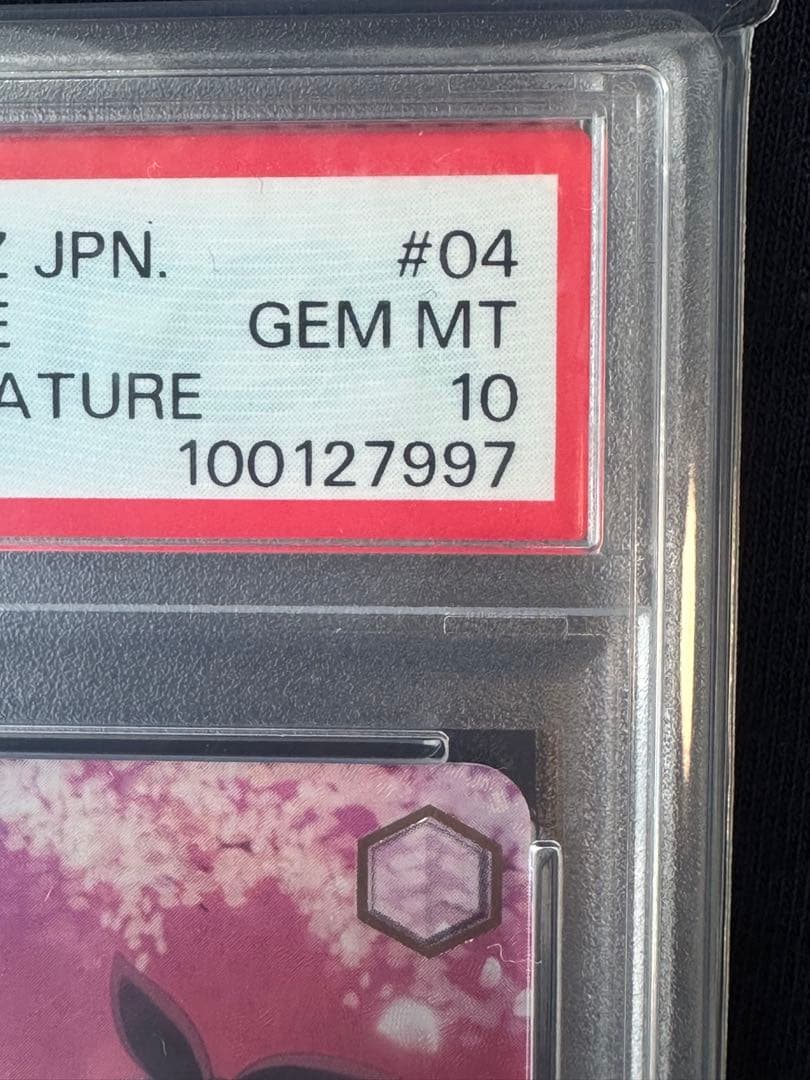 Z JPN. #04
E GEM MT
ATURE 10
100127997